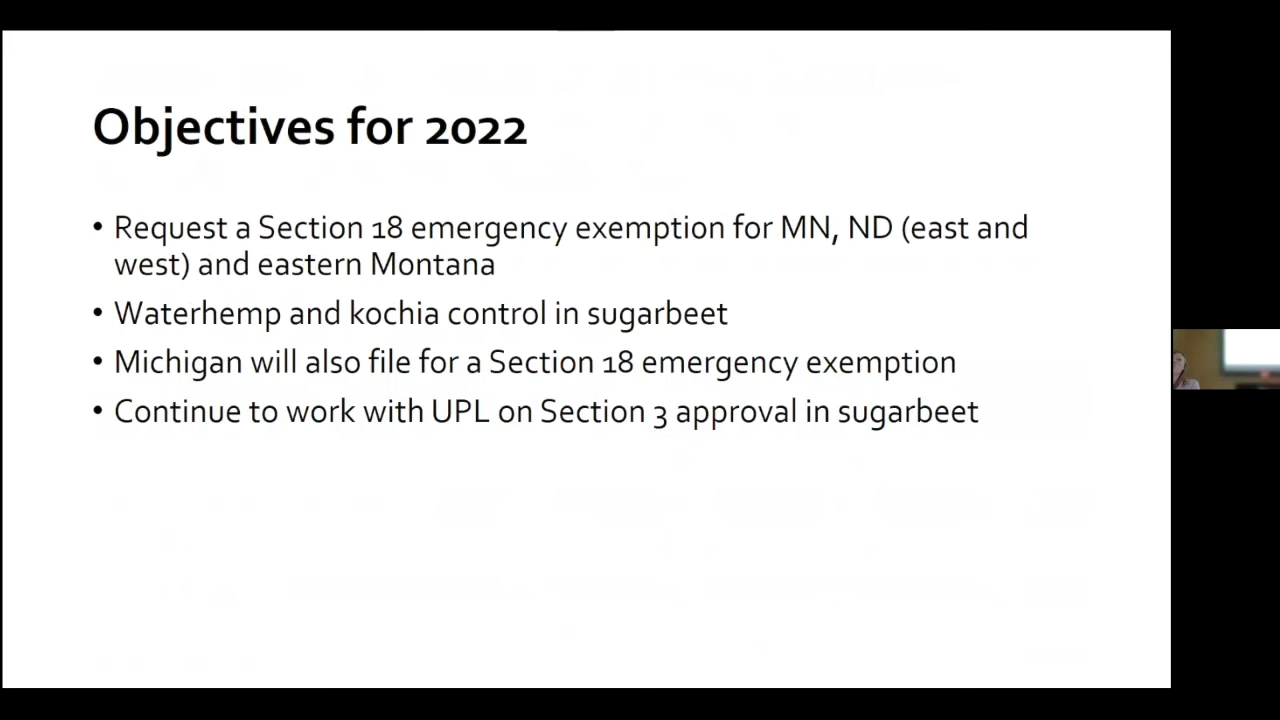 Objectives for 2022
• Request a Section 18 emergency exemption for MN, ND (east and
west) and eastern Montana
• Waterhemp and kochia control in sugarbeet
• Michigan will also file for a Section 18 emergency exemption
• Continue to work with UPL on Section 3 approval in sugarbeet